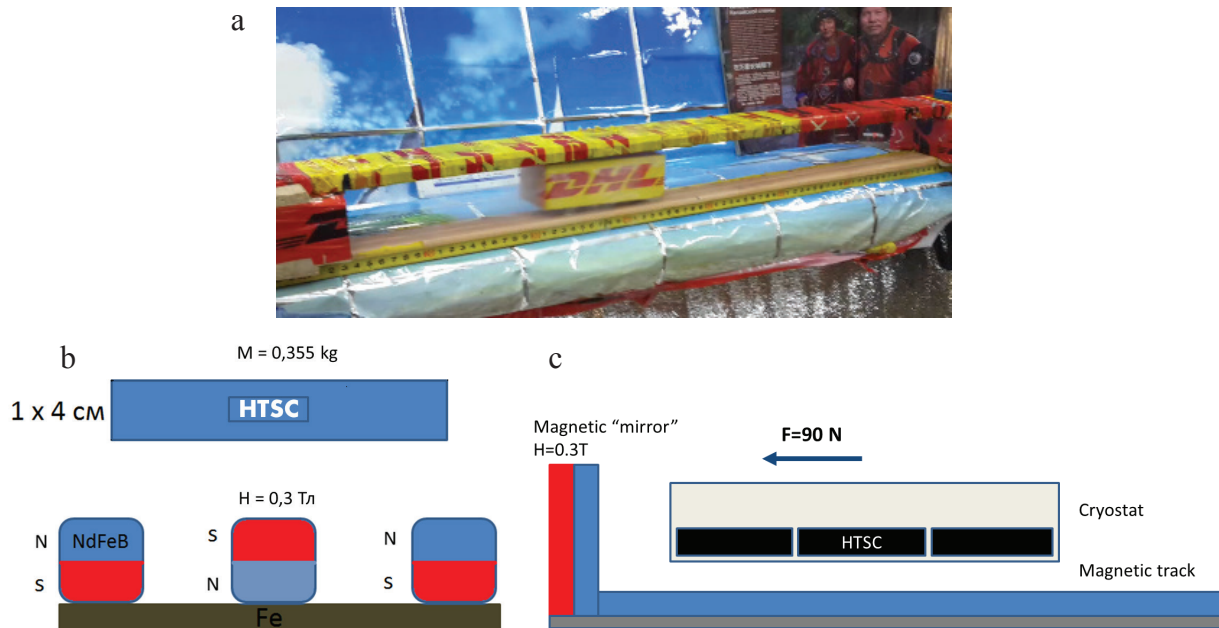 a
DHL
b
M = 0,355 kg
1 x 4 см
HTSC
H = 0,3 Тл
N
NdFeB
S
N
S
N
S
Fe
c
Magnetic “mirror”
H=0.3T
F=90 N
Cryostat
HTSC
Magnetic track